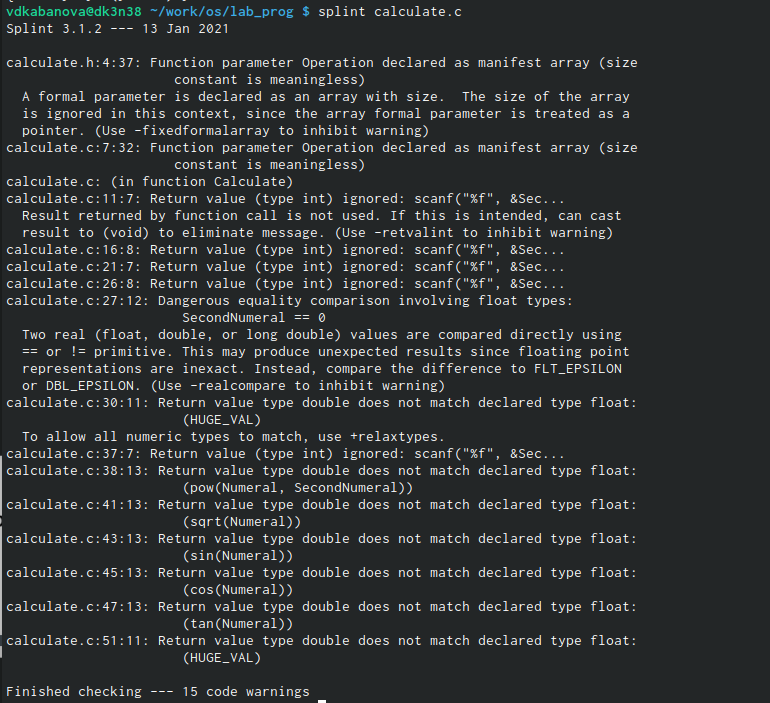 vdkabanova@dk3n38 ~/work/os/lab_prog $ splint calculate.c
Splint 3.1.2 --- 13 Jan 2021

calculate.h:4:37: Function parameter Operation declared as manifest array (size
                     constant is meaningless)
  A formal parameter is declared as an array with size.  The size of the array
  is ignored in this context, since the array formal parameter is treated as a
  pointer. (Use -fixedformalarray to inhibit warning)
calculate.c:7:32: Function parameter Operation declared as manifest array (size
                     constant is meaningless)
calculate.c: (in function Calculate)
calculate.c:11:7: Return value (type int) ignored: scanf("%f", &Sec...
  Result returned by function call is not used. If this is intended, can cast
  result to (void) to eliminate message. (Use -retvalint to inhibit warning)
calculate.c:16:8: Return value (type int) ignored: scanf("%f", &Sec...
calculate.c:21:7: Return value (type int) ignored: scanf("%f", &Sec...
calculate.c:26:8: Return value (type int) ignored: scanf("%f", &Sec...
calculate.c:27:12: Dangerous equality comparison involving float types:
                      SecondNumeral == 0
  Two real (float, double, or long double) values are compared directly using
  == or != primitive. This may produce unexpected results since floating point
  representations are inexact. Instead, compare the difference to FLT_EPSILON
  or DBL_EPSILON. (Use -realcompare to inhibit warning)
calculate.c:30:11: Return value type double does not match declared type float:
                      (HUGE_VAL)
  To allow all numeric types to match, use +relaxtypes.
calculate.c:37:7: Return value (type int) ignored: scanf("%f", &Sec...
calculate.c:38:13: Return value type double does not match declared type float:
                      (pow(Numeral, SecondNumeral))
calculate.c:41:13: Return value type double does not match declared type float:
                      (sqrt(Numeral))
calculate.c:43:13: Return value type double does not match declared type float:
                      (sin(Numeral))
calculate.c:45:13: Return value type double does not match declared type float:
                      (cos(Numeral))
calculate.c:47:13: Return value type double does not match declared type float:
                      (tan(Numeral))
calculate.c:51:11: Return value type double does not match declared type float:
                      (HUGE_VAL)

Finished checking --- 15 code warnings